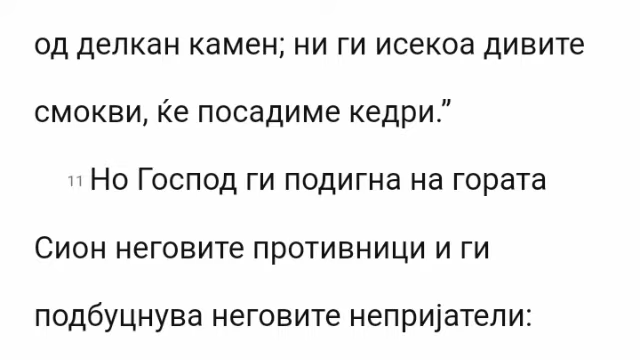 од делкан камен; ни ги исекоа дивите
смокви, ќе посадиме кедри.”
11 Но Господ ги подигна на гората
Сион неговите противници и ги
подбуцнува неговите непријатели: